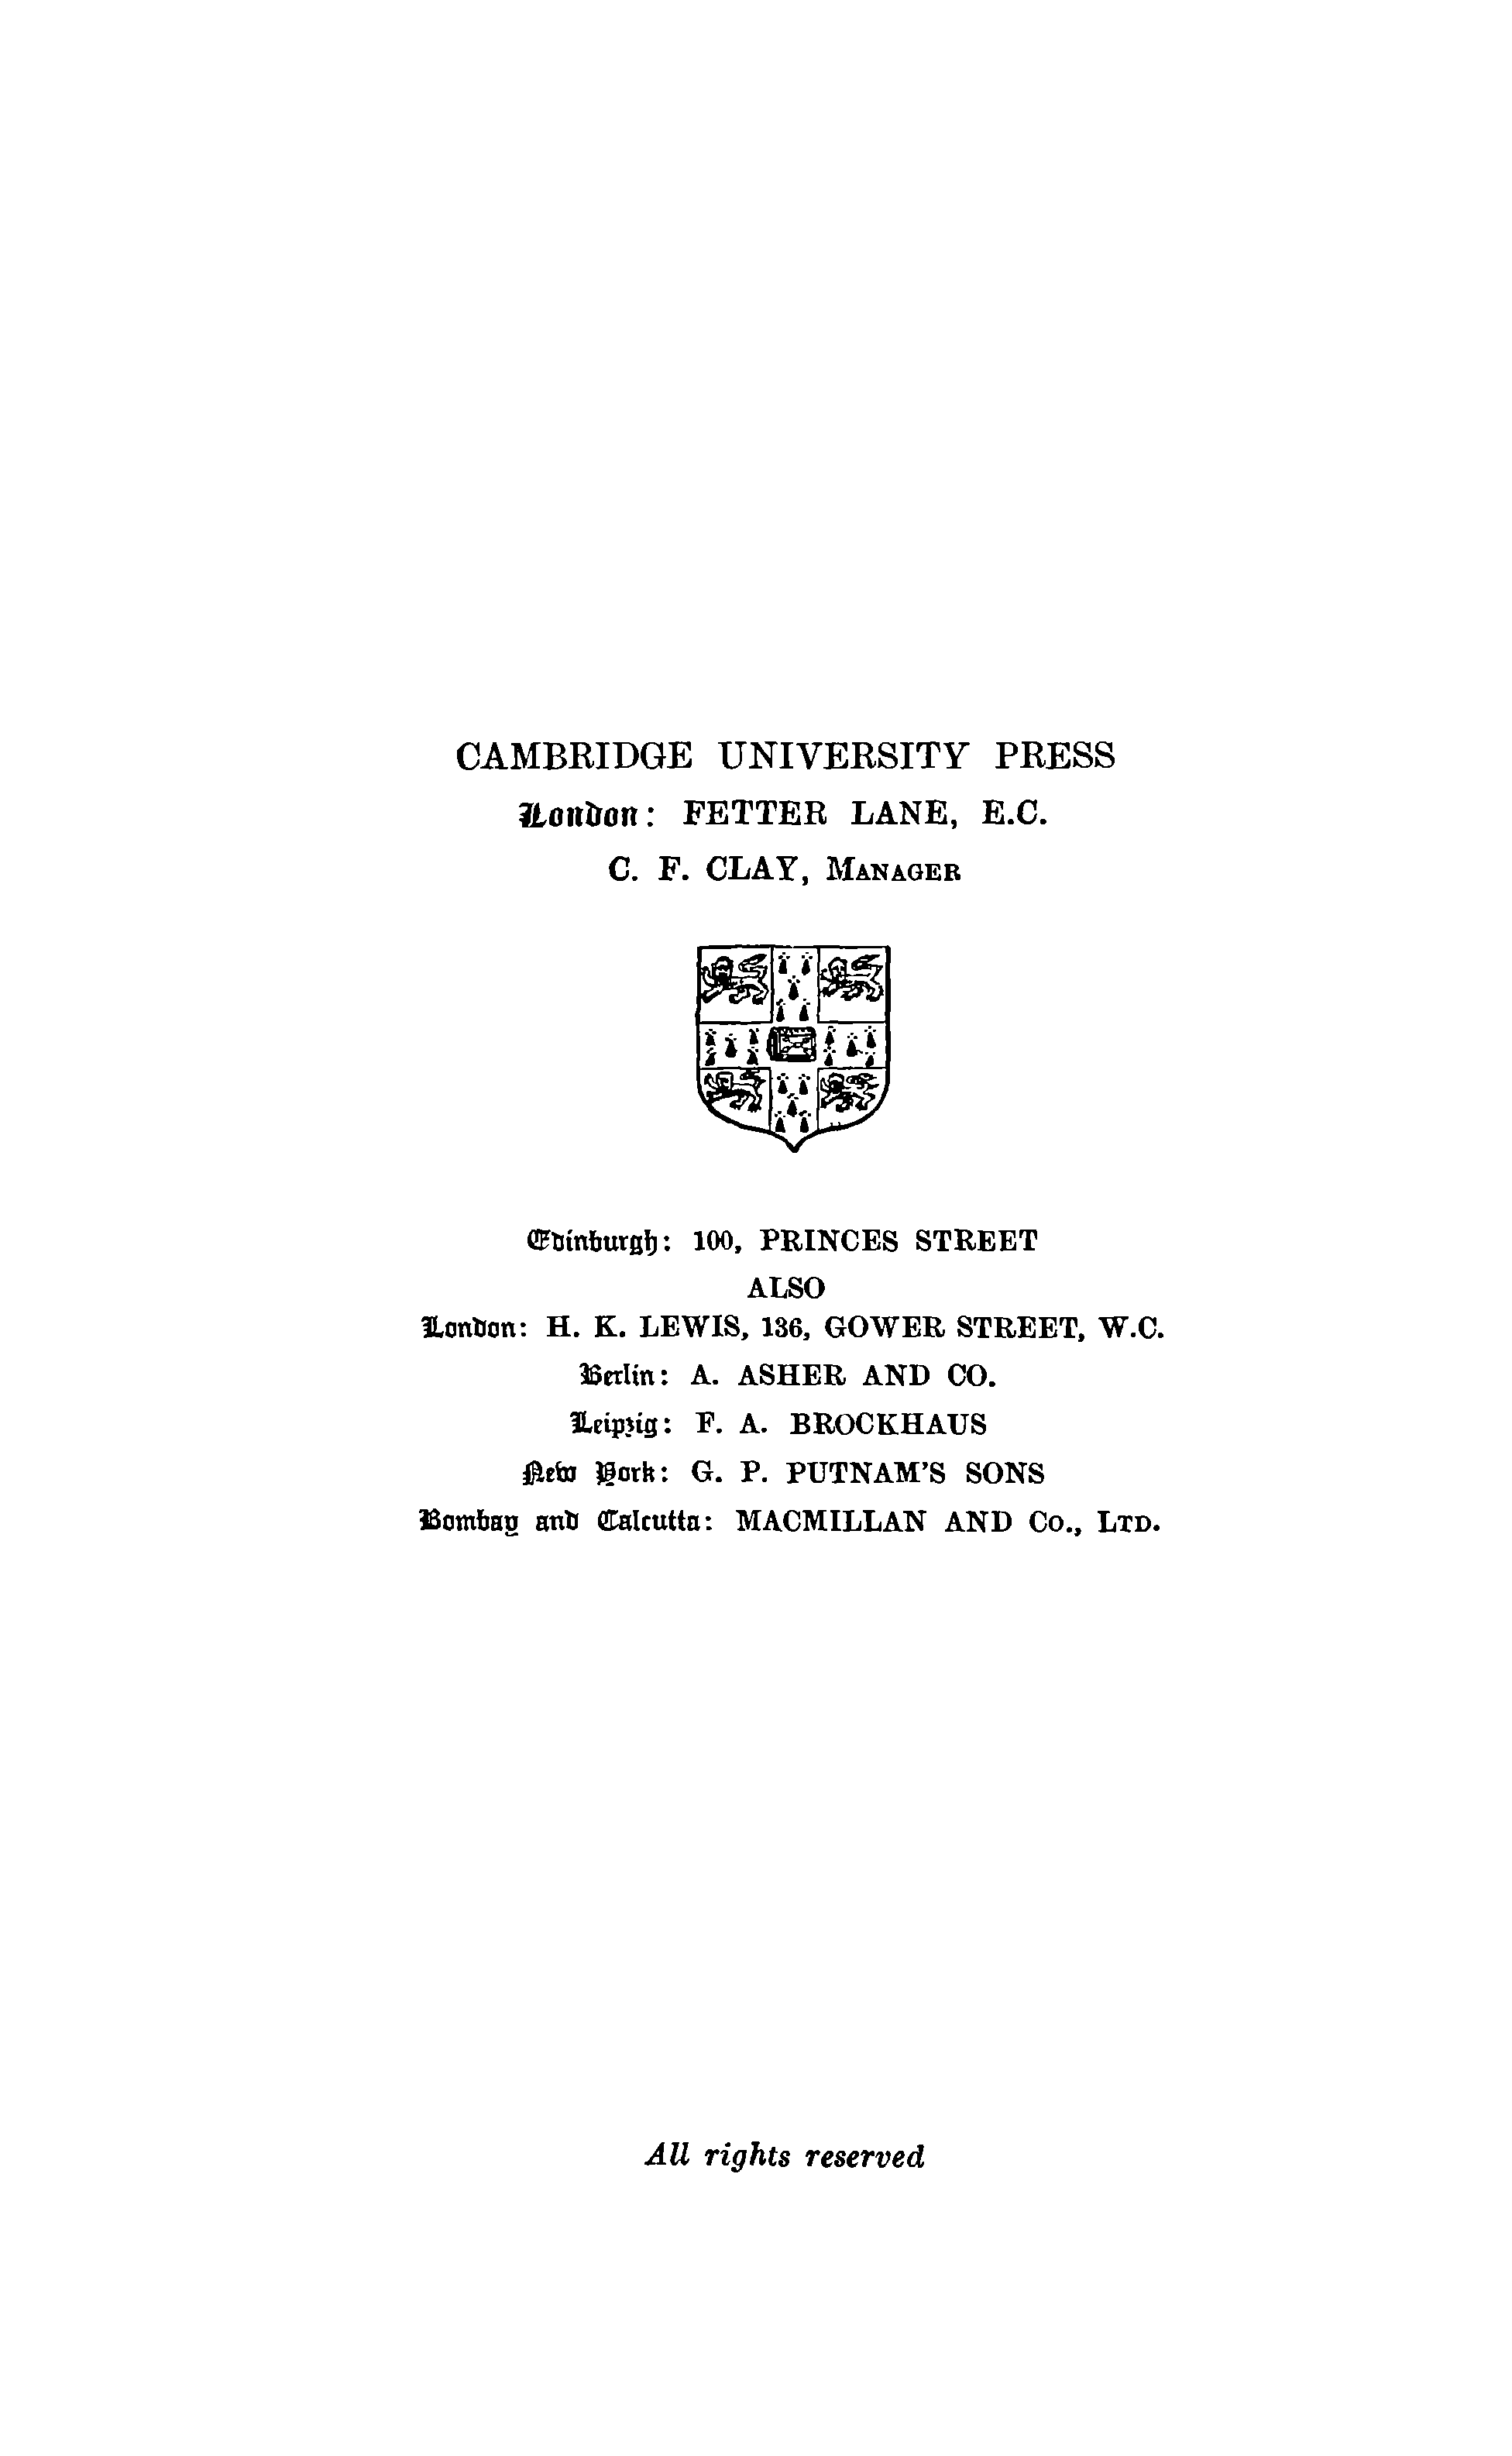 CAMBRIDGE UNIVERSITY PRESS
London: FETTER LANE, E.C.
C. F. CLAY, MANAGER
Edinburgh: 100, PRINCES STREET
ALSO
London: H. K. LEWIS, 136, GOWER STREET, W.C.
Berlin: A. ASHER AND CO.
Leipzig: F. A. BROCKHAUS
New York: G. P. PUTNAM'S SONS
Bombay and Calcutta: MACMILLAN AND CO., LTD.
All rights reserved